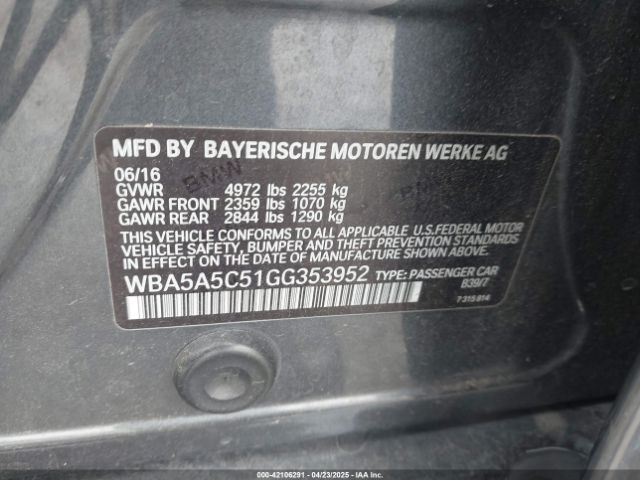 MFD BY BAYERISCHE MOTOREN WERKE AG
06/16
GVWR 4972 lbs 2255 kg
GAWR FRONT 2359 lbs 1070 kg
GAWR REAR 2844 lbs 1290 kg
THIS VEHICLE CONFORMS TO ALL APPLICABLE U.S.FEDERAL MOTOR
VEHICLE SAFETY, BUMPER AND THEFT PREVENTION STANDARDS
IN EFFECT ON THE DATE OF MANUFACTURE SHOWN ABOVE.
WBA5A5C51GG353952 TYPE: PASSENGER CAR
B39/7
7315814
000-42106291 - 04/23/2025 - IAA Inc.